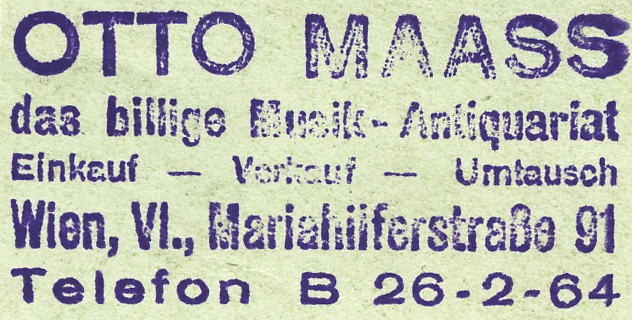 OTTO MAASS
das billige Musik-Antiquariat
Einkauf — Verkauf — Umtausch
Wien, VI., Mariahilferstraße 91
Telefon B 26-2-64